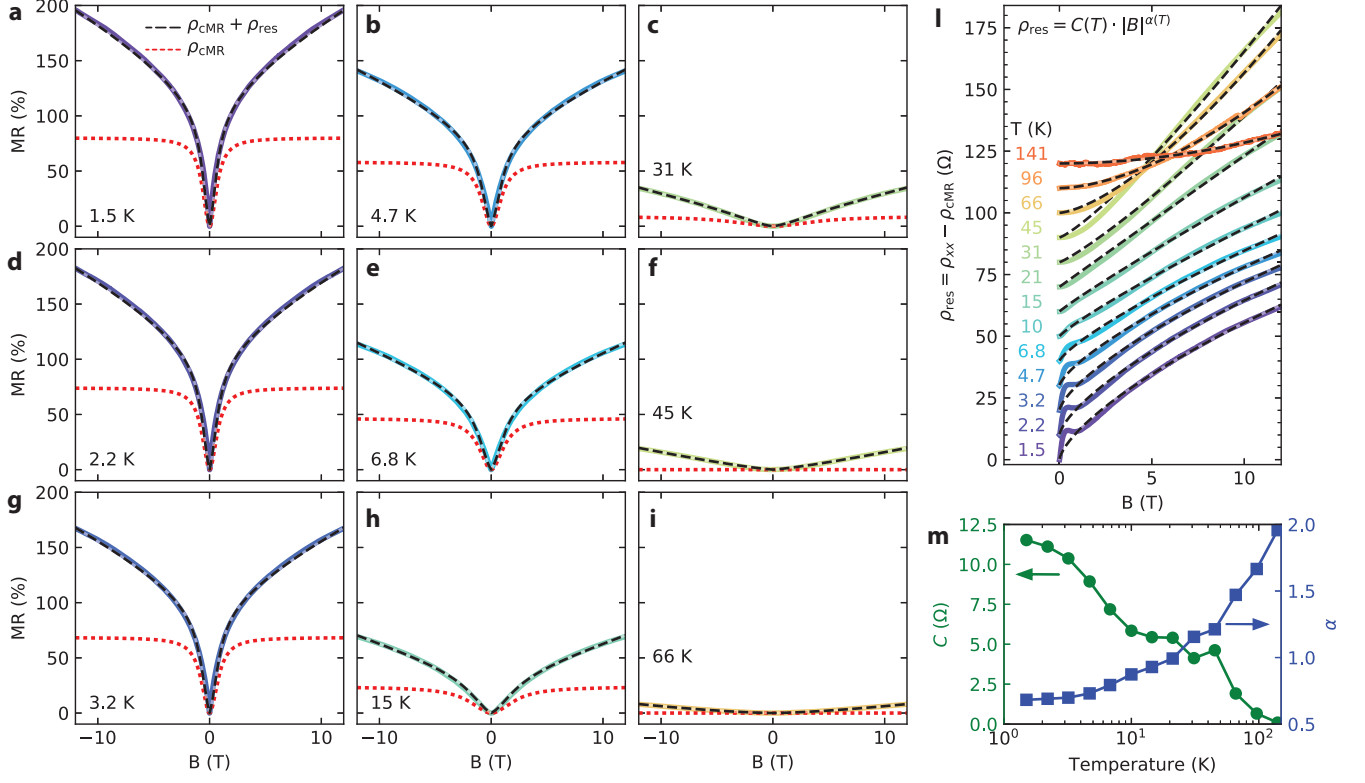 a
200
150
100
50
0
MR (%)
ρcMR + ρres
ρcMR
1.5 K
b
4.7 K
c
31 K
d
200
150
100
50
0
MR (%)
2.2 K
e
6.8 K
f
45 K
g
200
150
100
50
0
MR (%)
3.2 K
−10 0 10
B (T)
h
15 K
−10 0 10
B (T)
i
66 K
−10 0 10
B (T)
l
ρres = C(T) · |B|^α(T)
175
150
125
100
75
50
25
0
ρres = ρxx − ρcMR (Ω)
T (K)
141
96
66
45
31
21
15
10
6.8
4.7
3.2
2.2
1.5
0 5 10
B (T)
m
12.5
10.0
7.5
5.0
2.5
0.0
C (Ω)
2.0
1.5
1.0
0.5
α
10⁰ 10¹ 10²
Temperature (K)